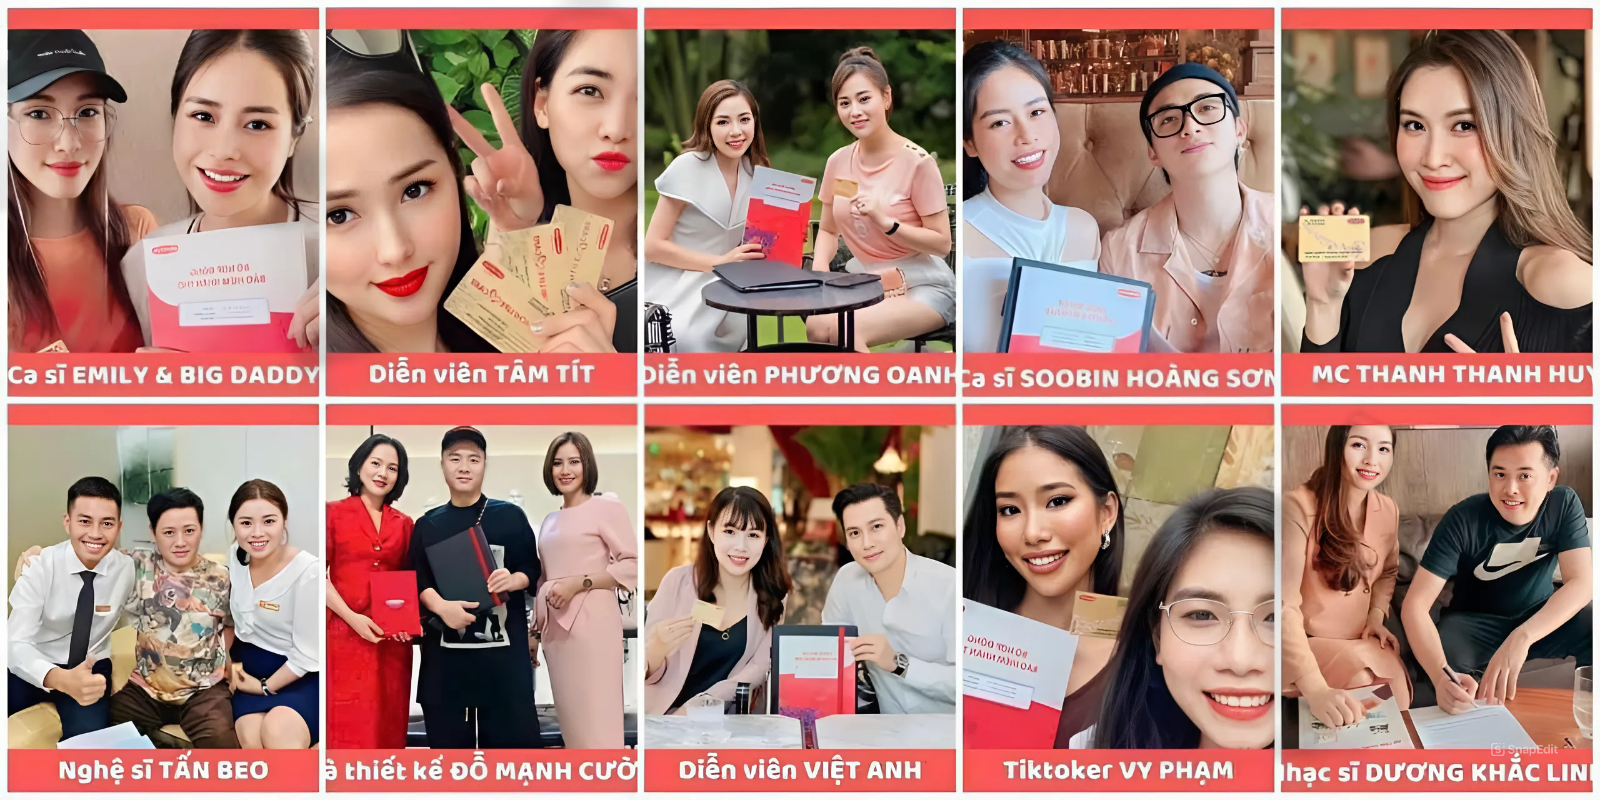 Ca sĩ EMILY & BIG DADDY
Diễn viên TÂM TÍT
Diễn viên PHƯƠNG OANH
Ca sĩ SOOBIN HOÀNG SƠN
MC THANH THANH HUY
Nghệ sĩ TẤN BEO
à thiết kế ĐỖ MẠNH CƯỜ
Diễn viên VIỆT ANH
Tiktoker VY PHẠM
hạc sĩ DƯƠNG KHẮC LIN
SnapEdit